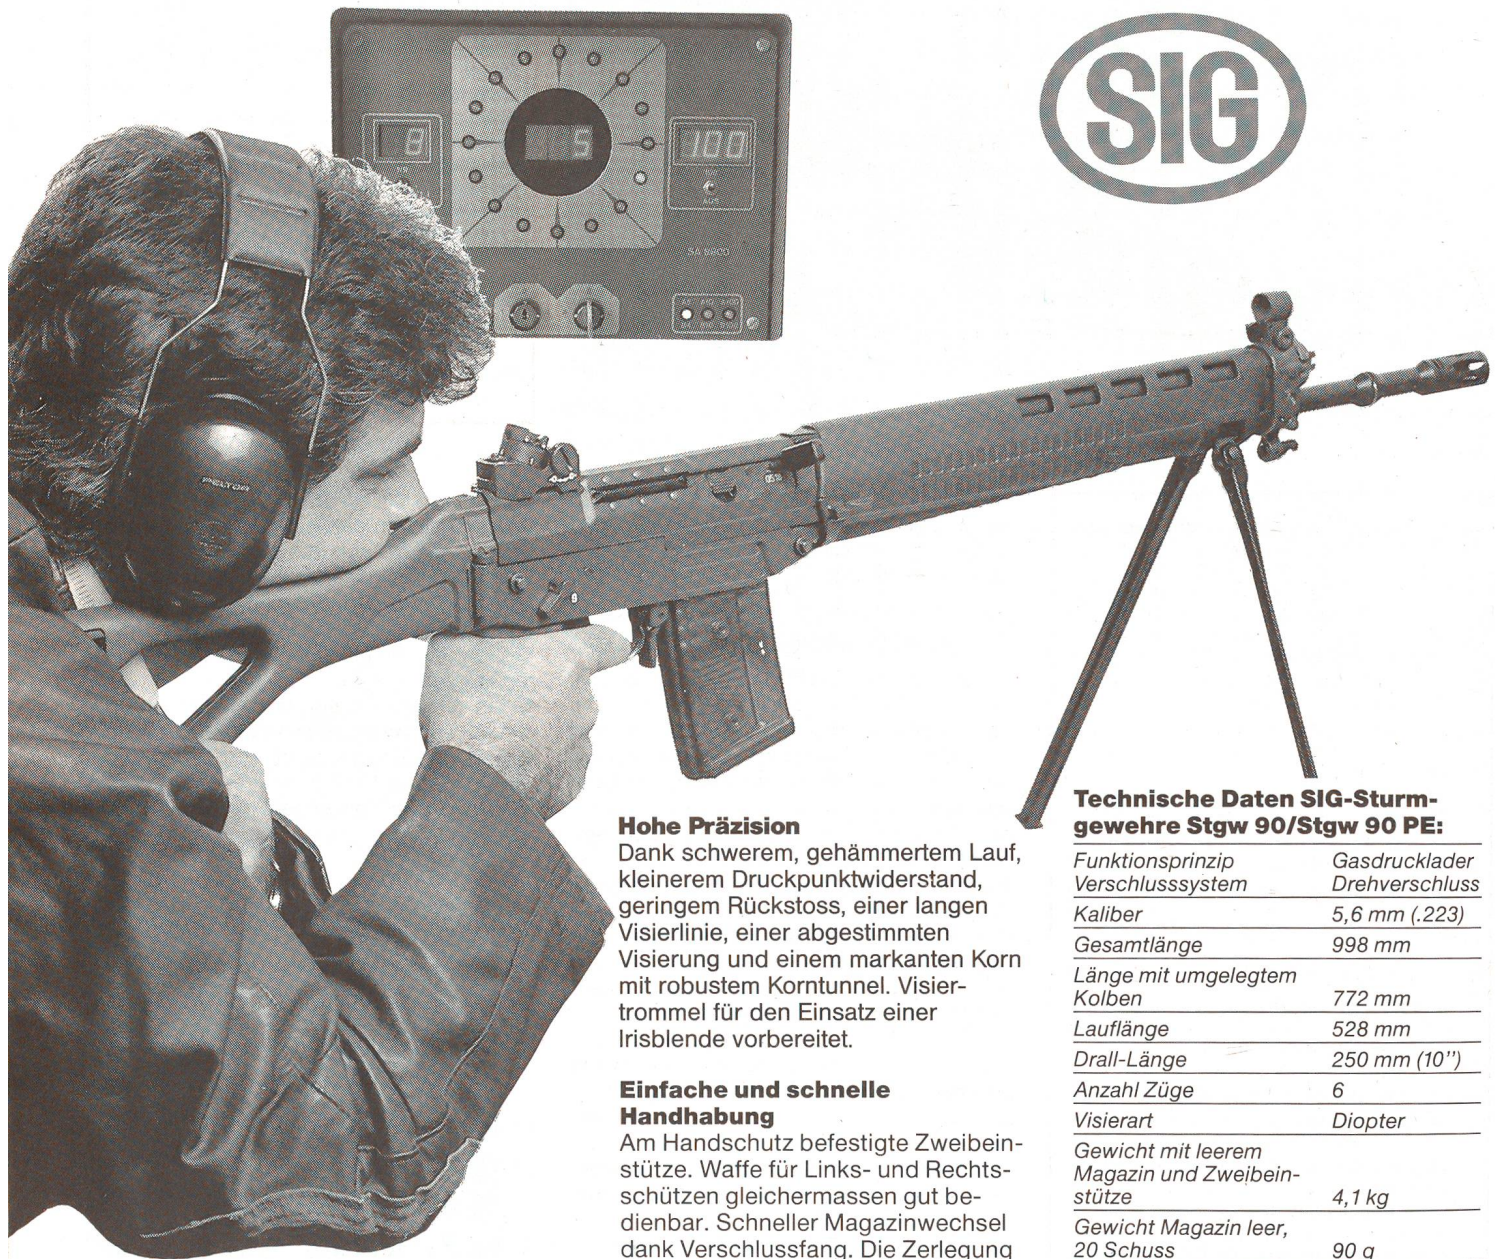 SIG
8
5
100
AUS
SA 9200
PELTOR
Hohe Präzision
Dank schwerem, gehämmertem Lauf,
kleinerem Druckpunktwiderstand,
geringem Rückstoss, einer langen
Visierlinie, einer abgestimmten
Visierung und einem markanten Korn
mit robustem Korntunnel. Visier-
trommel für den Einsatz einer
Irisblende vorbereitet.
Einfache und schnelle
Handhabung
Am Handschutz befestigte Zweibein-
stütze. Waffe für Links- und Rechts-
schützen gleichermassen gut be-
dienbar. Schneller Magazinwechsel
dank Verschlussfang. Die Zerlegung
Technische Daten SIG-Sturm-
gewehre Stgw 90/Stgw 90 PE:
Funktionsprinzip Gasdrucklader
Verschlusssystem Drehverschluss
Kaliber 5,6 mm (.223)
Gesamtlänge 998 mm
Länge mit umgelegtem
Kolben 772 mm
Lauflänge 528 mm
Drall-Länge 250 mm (10'')
Anzahl Züge 6
Visierart Diopter
Gewicht mit leerem
Magazin und Zweibein-
stütze 4,1 kg
Gewicht Magazin leer,
20 Schuss 90 g